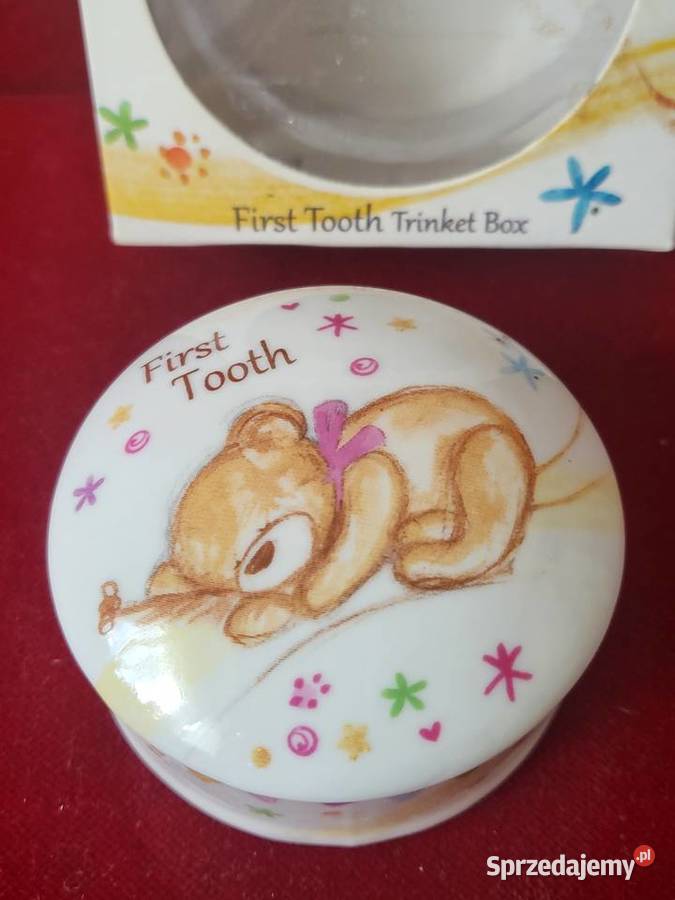 First Tooth Trinket Box
First
Tooth
Sprzedajemy.pl